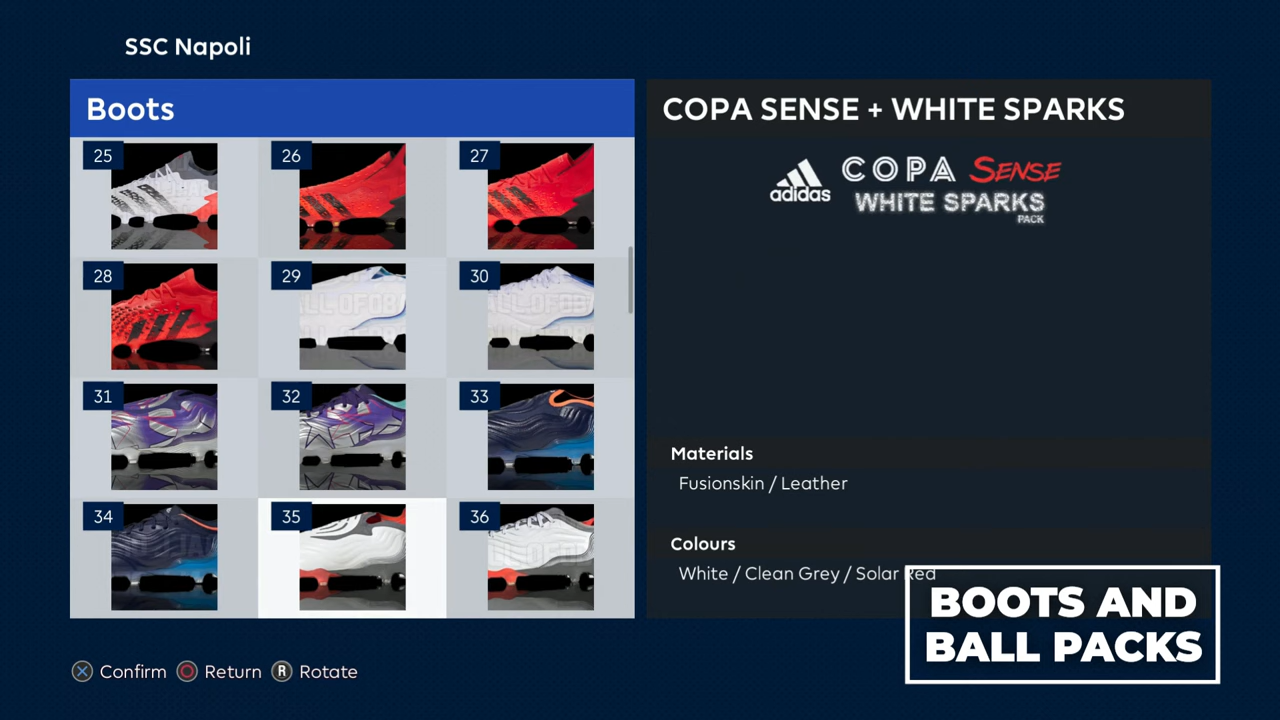 SSC Napoli
Boots
25
26
27
28
29
30
31
32
33
34
35
36
COPA SENSE + WHITE SPARKS
adidas
COPA SENSE
WHITE SPARKS
PACK
Materials
Fusionskin / Leather
Colours
White / Clean Grey / Solar Red
BOOTS AND
BALL PACKS
Confirm
Return
R
Rotate